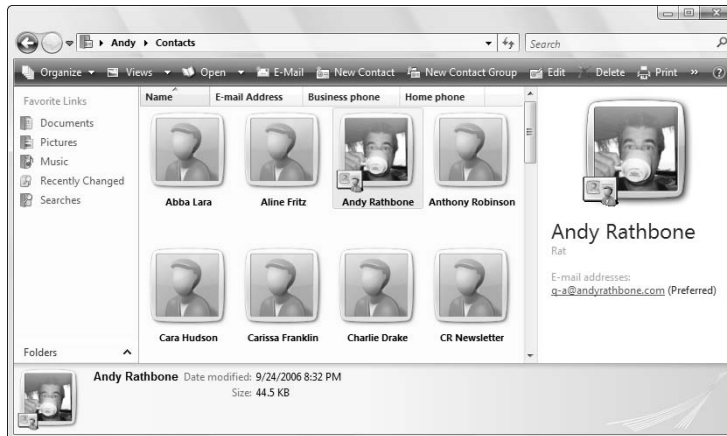 Andy Contacts
Search
Organize Views Open E-Mail New Contact New Contact Group Edit Delete Print » ?
Favorite Links
Documents
Pictures
Music
Recently Changed
Searches
Folders
Name E-mail Address Business phone Home phone
Abba Lara Aline Fritz Andy Rathbone Anthony Robinson
Cara Hudson Carissa Franklin Charlie Drake CR Newsletter
Andy Rathbone
Rat
E-mail addresses:
q-a@andyrathbone.com (Preferred)
Andy Rathbone Date modified: 9/24/2006 8:32 PM
Size: 44.5 KB